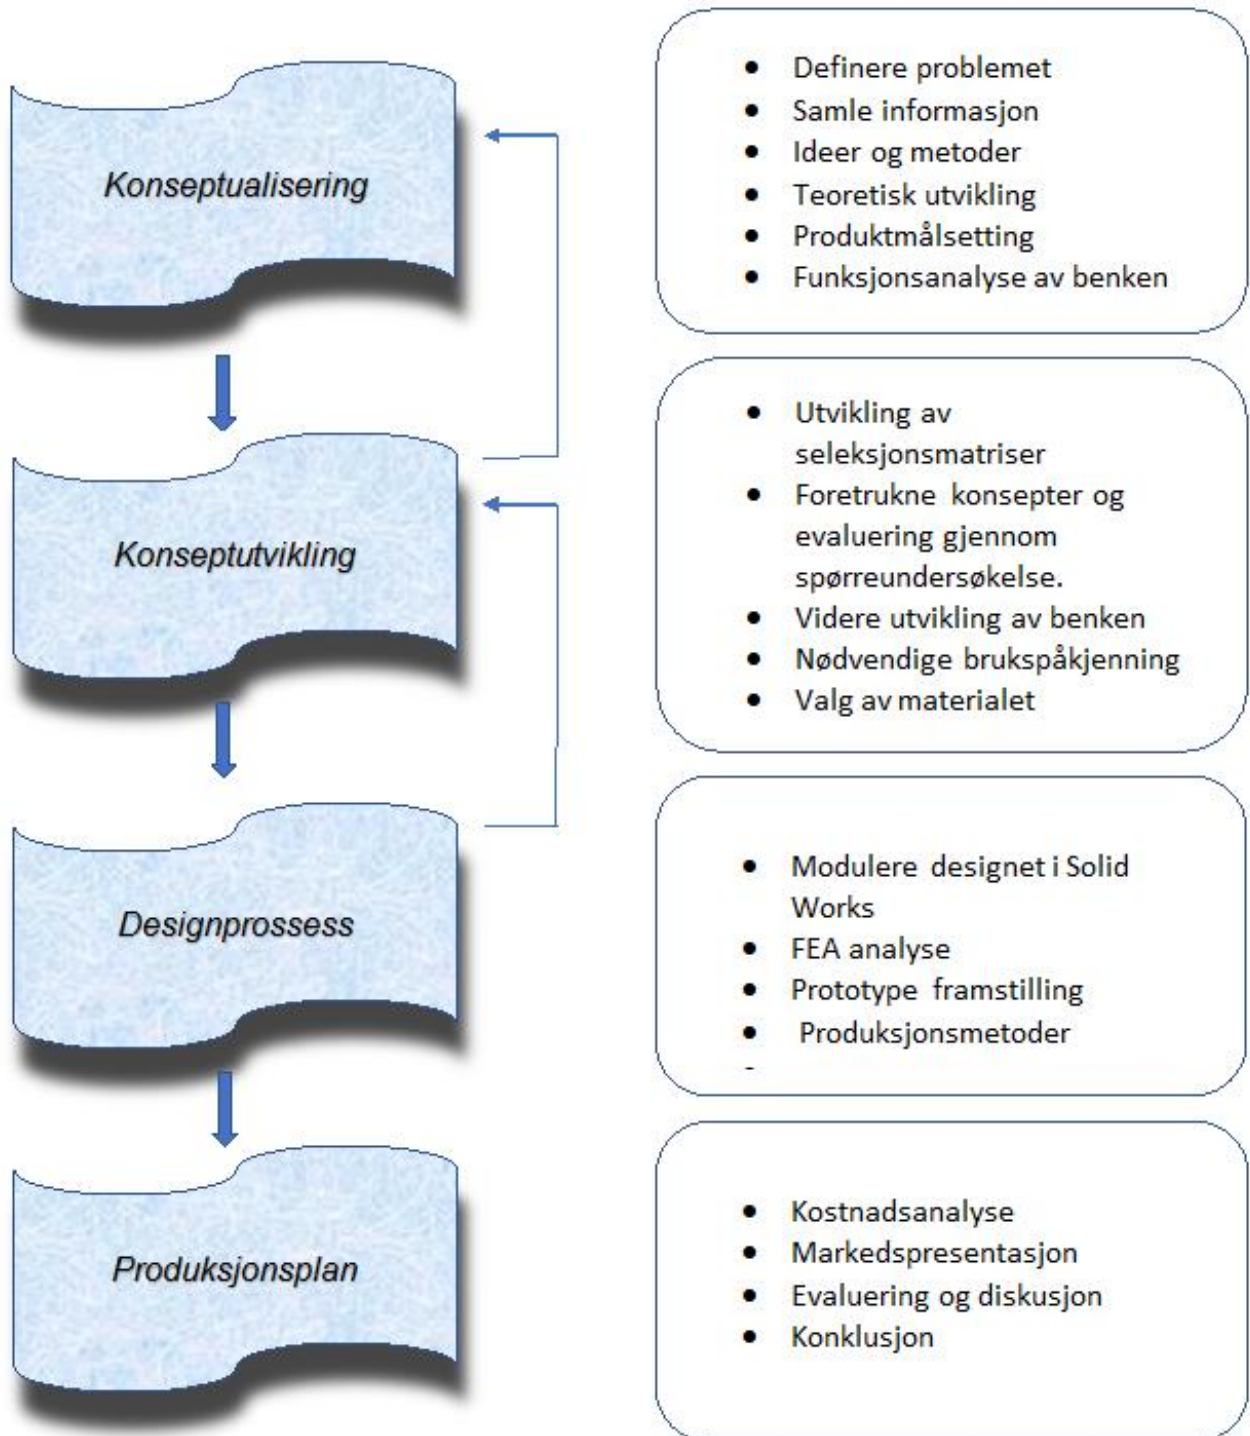 Konseptualisering
• Definere problemet
• Samle informasjon
• Ideer og metoder
• Teoretisk utvikling
• Produktmålsetting
• Funksjonsanalyse av benken
Konseptutvikling
• Utvikling av
seleksjonsmatriser
• Foretrukne konsepter og
evaluering gjennom
spørreundersøkelse.
• Videre utvikling av benken
• Nødvendige brukspåkjenning
• Valg av materialet
Designprossess
• Modulere designet i Solid
Works
• FEA analyse
• Prototype framstilling
• Produksjonsmetoder
-
Produksjonsplan
• Kostnadsanalyse
• Markedspresentasjon
• Evaluering og diskusjon
• Konklusjon